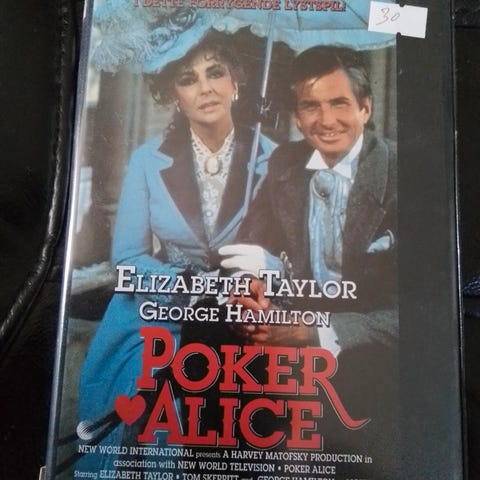 I DETTE FORRYGENDE LYSTSPIL!
30
ELIZABETH TAYLOR
GEORGE HAMILTON
POKER
ALICE
NEW WORLD INTERNATIONAL presents A HARVEY MATOFSKY PRODUCTION in
association with NEW WORLD TELEVISION • POKER ALICE
Starring ELIZABETH TAYLOR • TOM SKERRITT and GEORGE HAMILTON